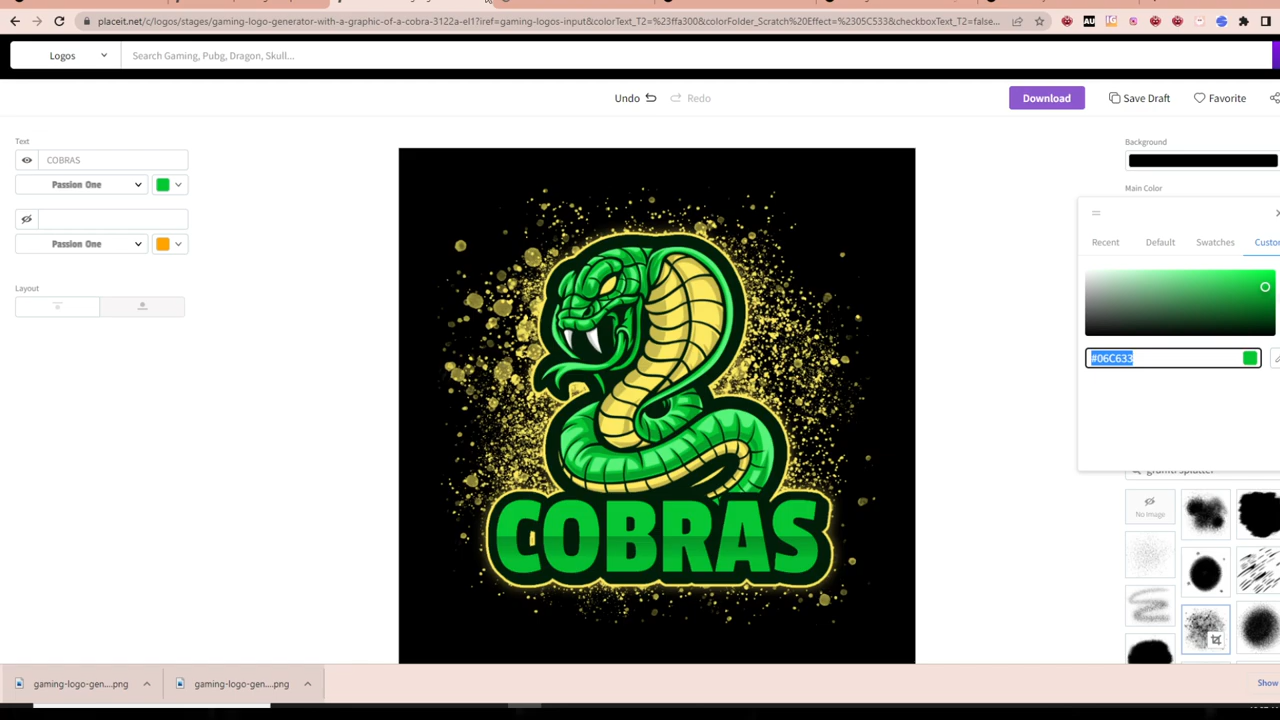 placeit.net/c/logos/stages/gaming-logo-generator-with-a-graphic-of-a-cobra-3122a-el1?iref=gaming-logos-input&colorText_T2=%23ffa300&colorFolder_Scratch%20Effect=%2305C533&checkboxText_T2=false...
Logos
Search Gaming, Pubg, Dragon, Skull...
Undo
Redo
Download
Save Draft
Favorite
Text
COBRAS
Passion One
Passion One
Layout
Background
Main Color
Recent
Default
Swatches
Custo
#06C633
No Image
COBRAS
gaming-logo-gen....png
gaming-logo-gen....png
Show